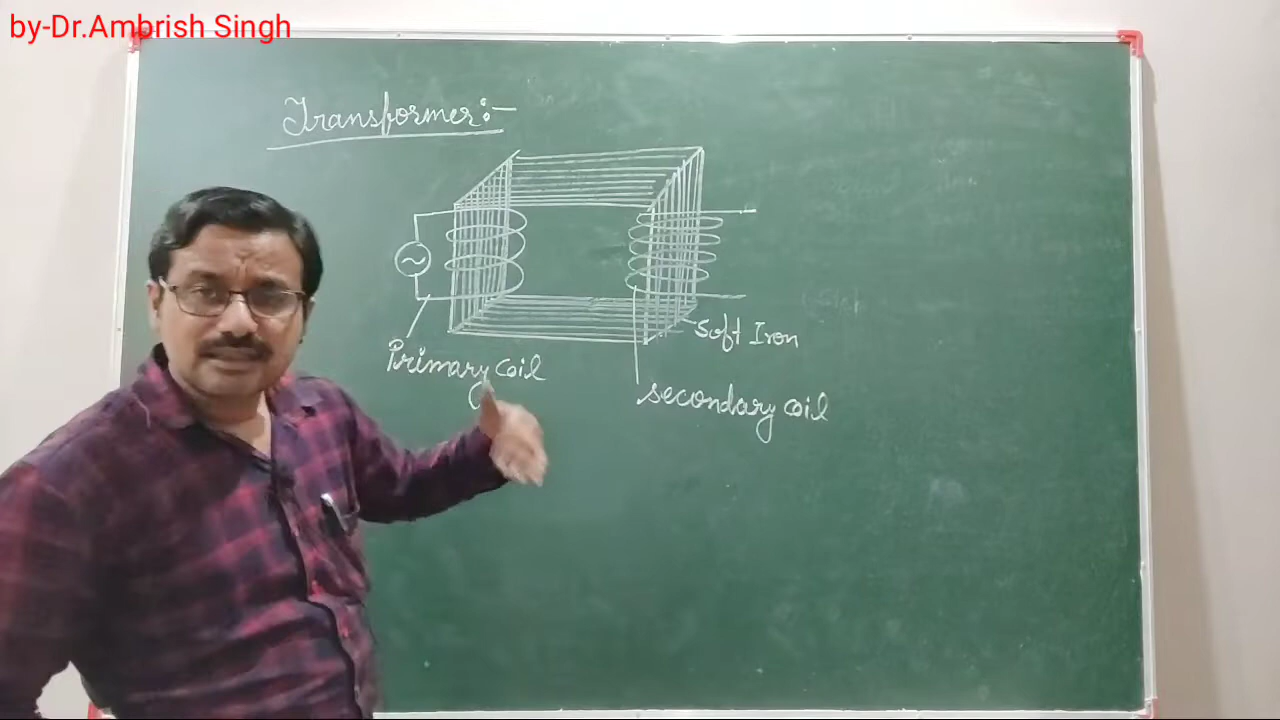 by-Dr.Ambrish Singh
Transformer:-
~
Soft Iron
Primary coil
secondary coil